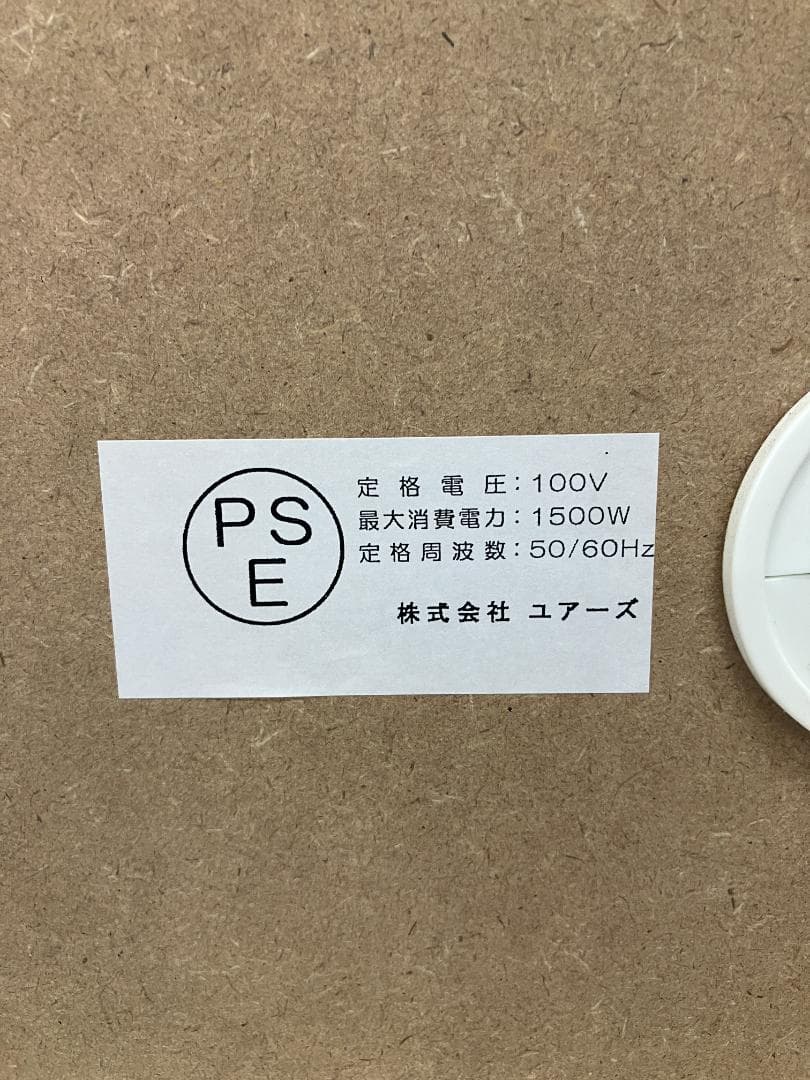 PS
E
定格電圧：100V
最大消費電力：1500W
定格周波数：50/60Hz
株式会社 ユアーズ